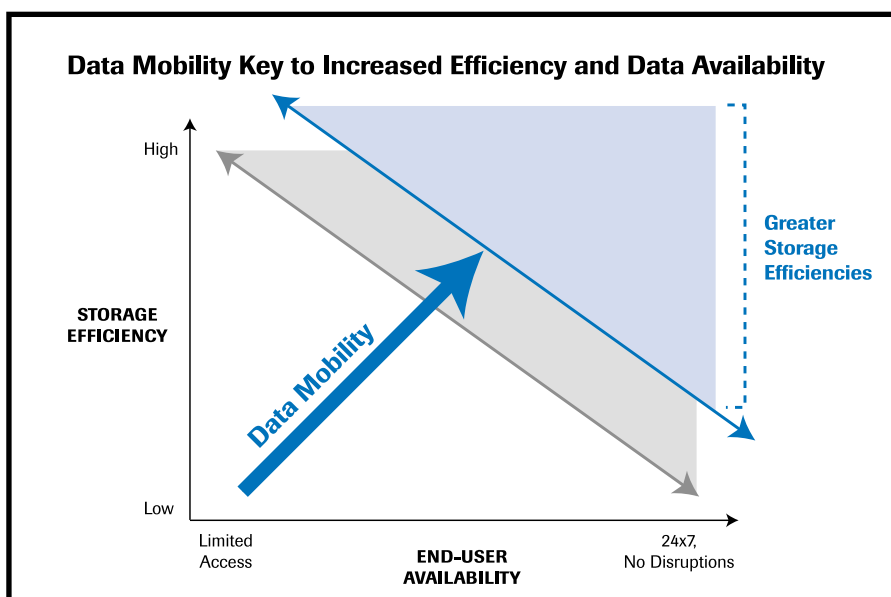 Data Mobility Key to Increased Efficiency and Data Availability
High
Greater
Storage
Efficiencies
STORAGE
EFFICIENCY
Data Mobility
Low
Limited
Access
END-USER
AVAILABILITY
24x7,
No Disruptions